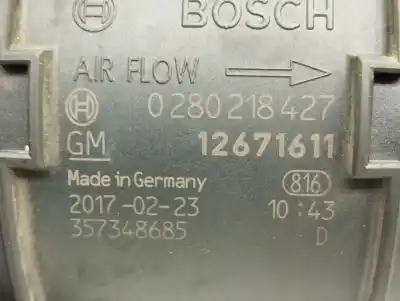 BOSCH
AIR FLOW
0 280 218 427
GM 12671611
Made in Germany 816
2017-02-23 10:43
357348685 D